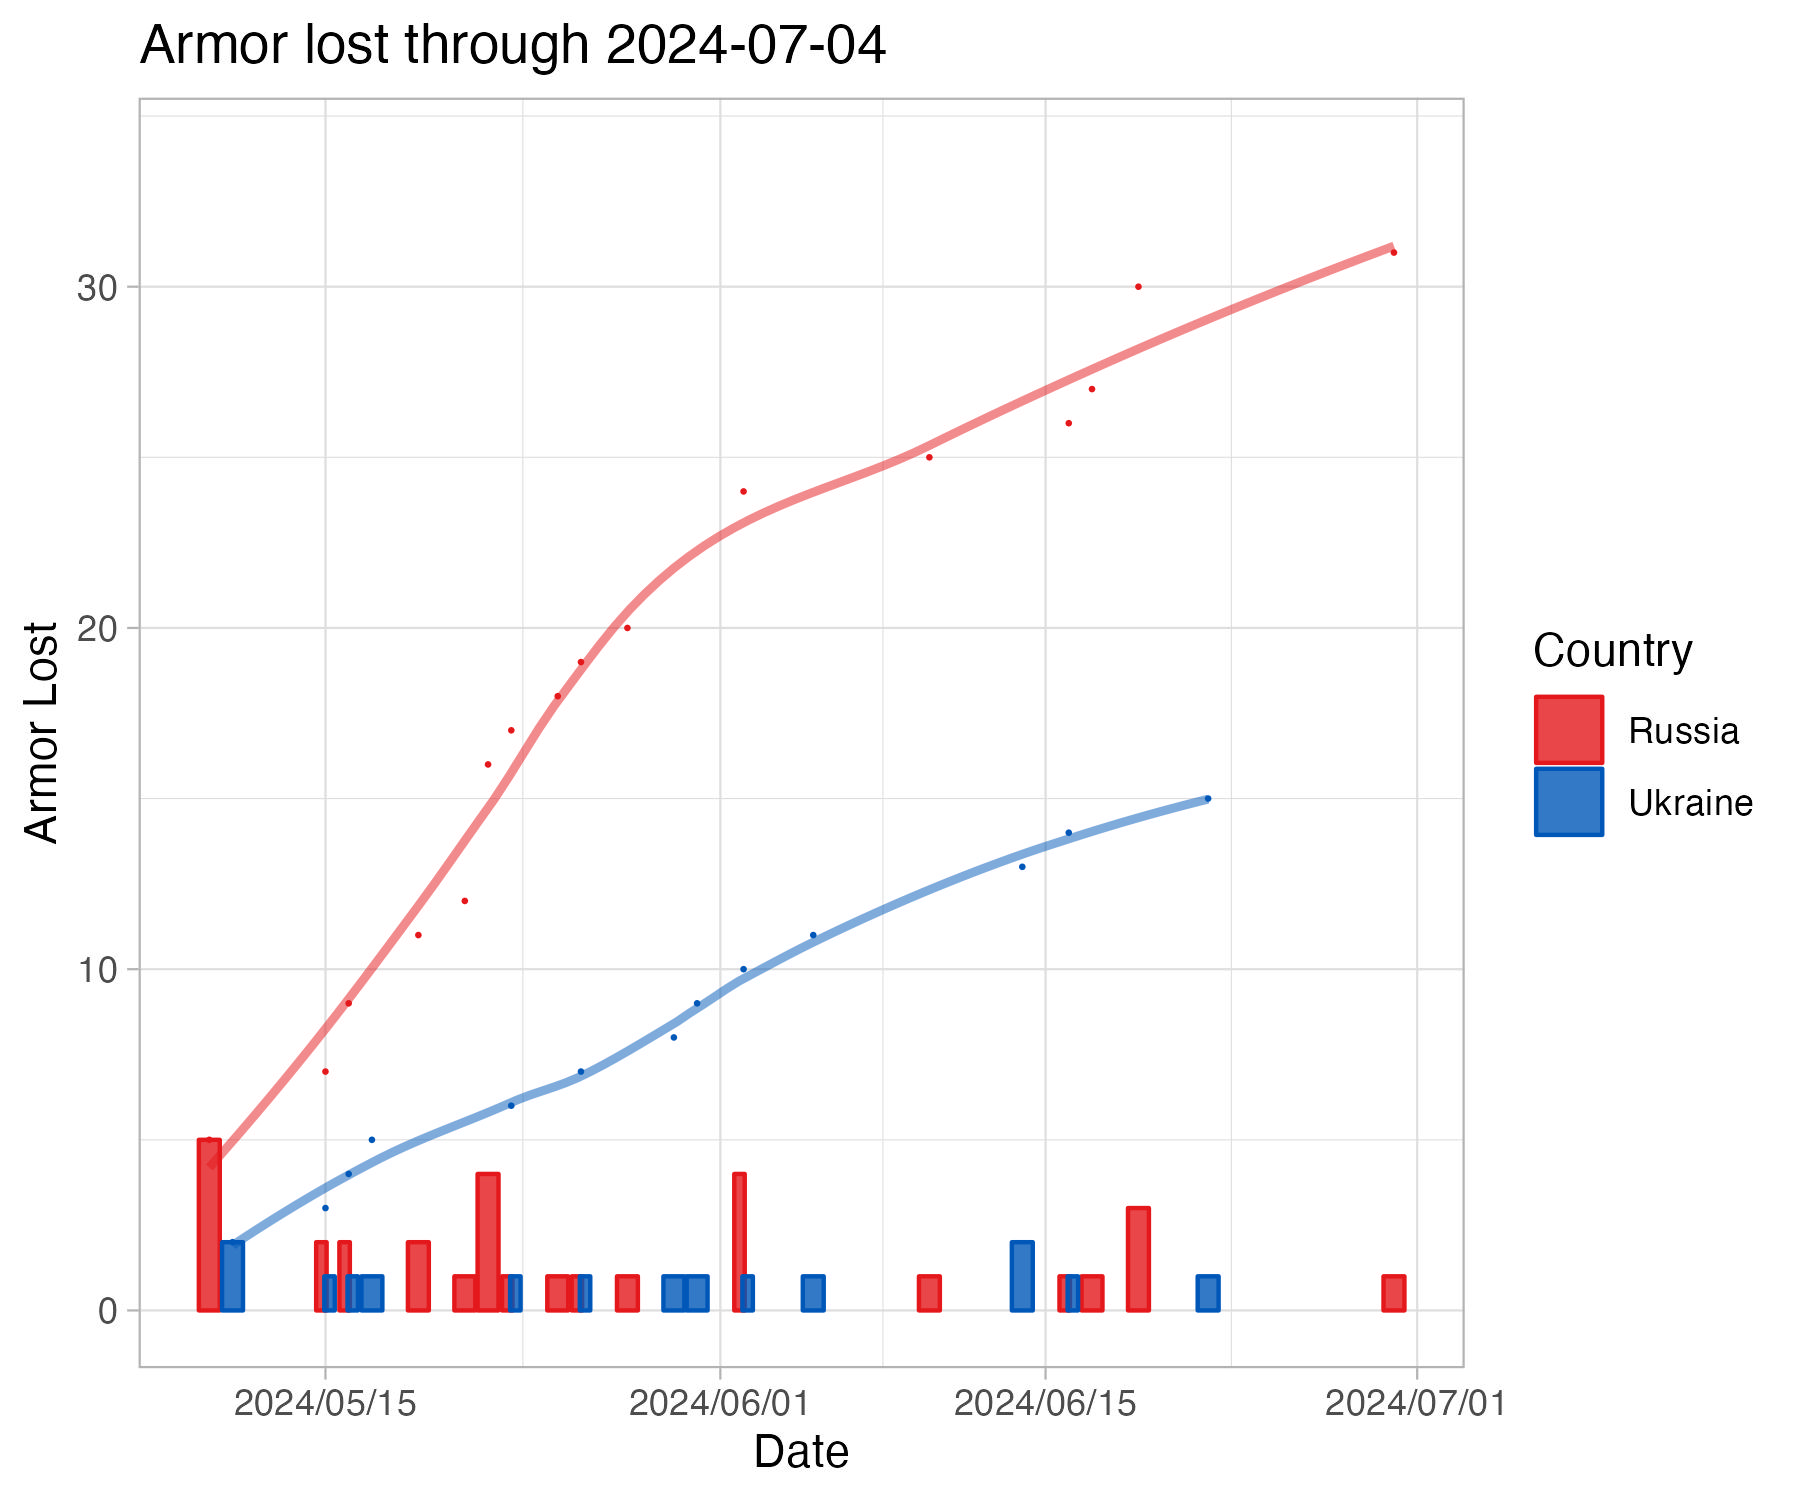 Armor lost through 2024-07-04
Armor Lost
30
20
10
0
2024/05/15
2024/06/01
2024/06/15
2024/07/01
Date
Country
Russia
Ukraine